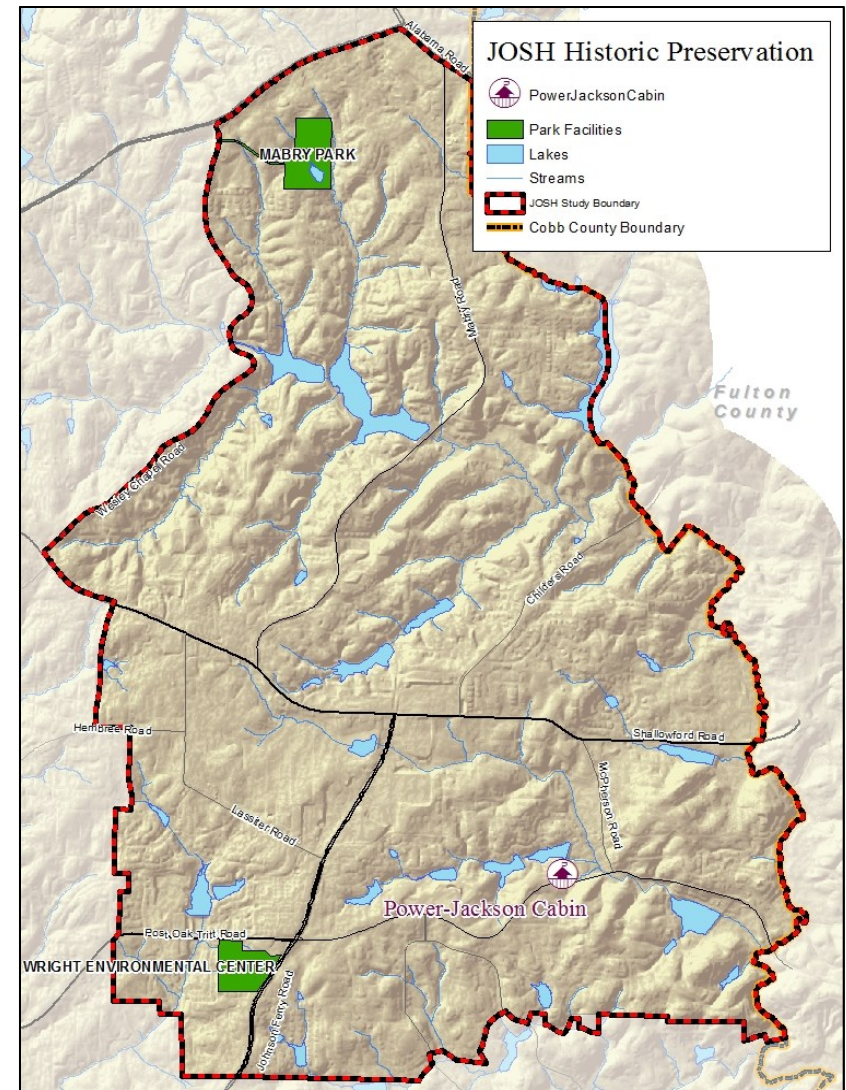 Alabama Road
JOSH Historic Preservation
PowerJacksonCabin
Park Facilities
Lakes
Streams
JOSH Study Boundary
Cobb County Boundary
MABRY PARK
Mabry Road
Fulton
County
Wesley Chapel Road
Childers Road
Hembree Road
Shallowford Road
McPherson Road
Lassiter Road
Power-Jackson Cabin
Post Oak Tritt Road
WRIGHT ENVIRONMENTAL CENTER
Johnson Ferry Road